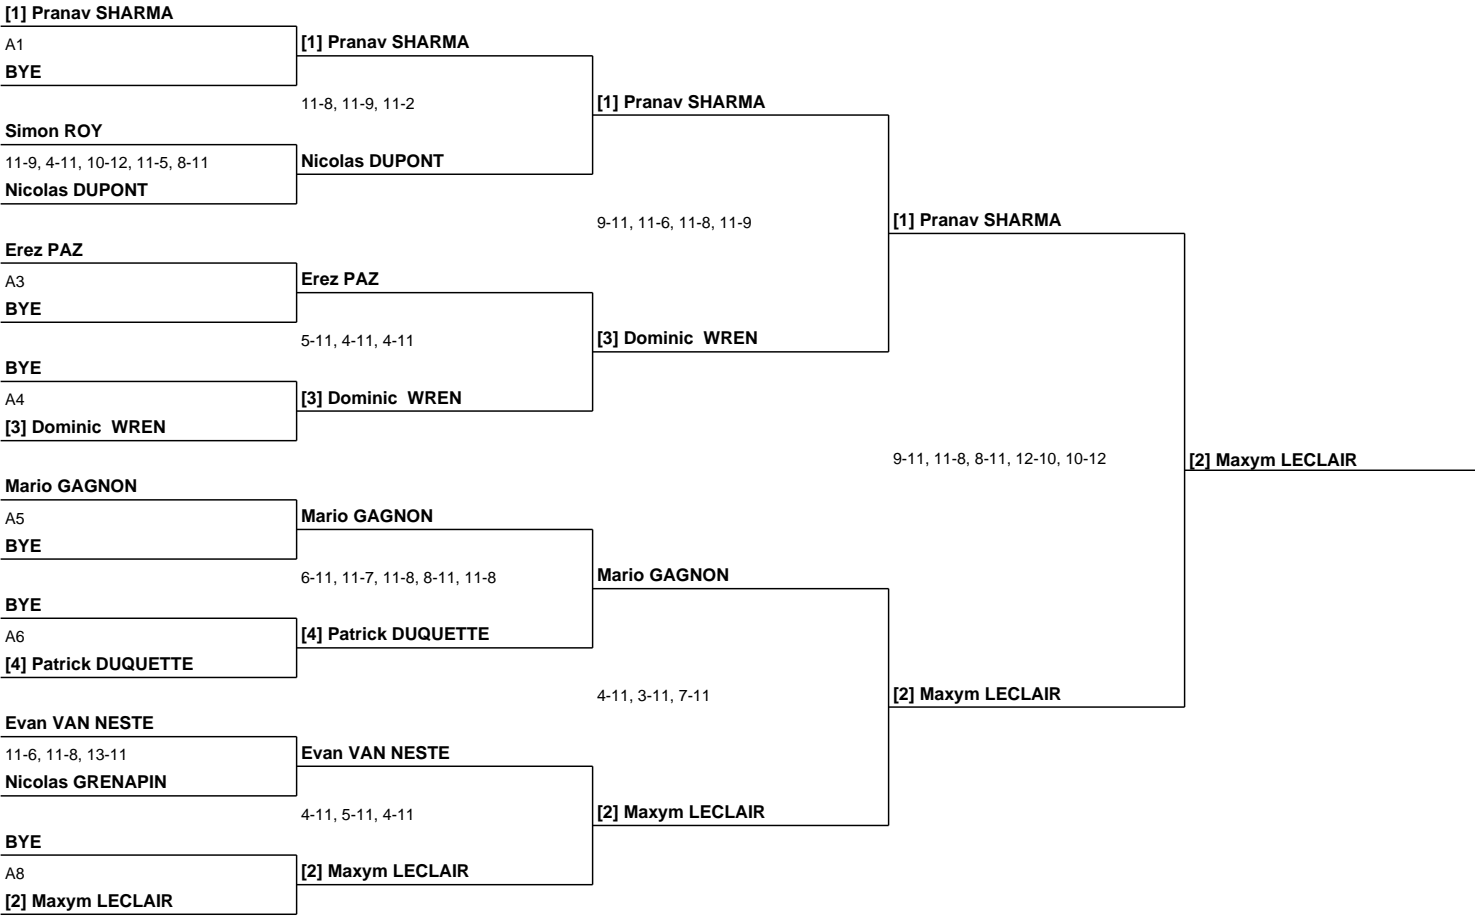 [1] Pranav SHARMA
A1
BYE
Simon ROY
11-9, 4-11, 10-12, 11-5, 8-11
Nicolas DUPONT
Erez PAZ
A3
BYE
BYE
A4
[3] Dominic  WREN
Mario GAGNON
A5
BYE
BYE
A6
[4] Patrick DUQUETTE
Evan VAN NESTE
11-6, 11-8, 13-11
Nicolas GRENAPIN
BYE
A8
[2] Maxym LECLAIR
[1] Pranav SHARMA
11-8, 11-9, 11-2
Nicolas DUPONT
Erez PAZ
5-11, 4-11, 4-11
[3] Dominic  WREN
Mario GAGNON
6-11, 11-7, 11-8, 8-11, 11-8
[4] Patrick DUQUETTE
Evan VAN NESTE
4-11, 5-11, 4-11
[2] Maxym LECLAIR
[1] Pranav SHARMA
9-11, 11-6, 11-8, 11-9
[3] Dominic  WREN
Mario GAGNON
4-11, 3-11, 7-11
[2] Maxym LECLAIR
[1] Pranav SHARMA
9-11, 11-8, 8-11, 12-10, 10-12
[2] Maxym LECLAIR
[2] Maxym LECLAIR